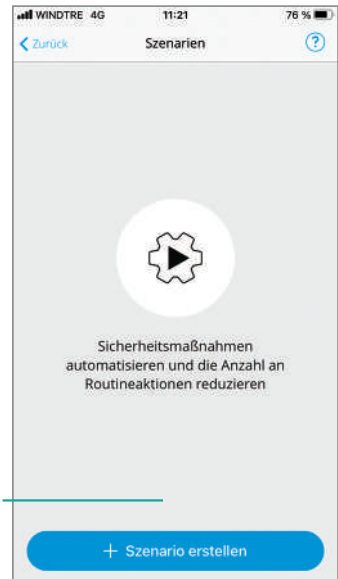 WINDTRE 4G 11:21 76 %
Zurück Szenarien ?
Sicherheitsmaßnahmen
automatisieren und die Anzahl an
Routineaktionen reduzieren
+ Szenario erstellen